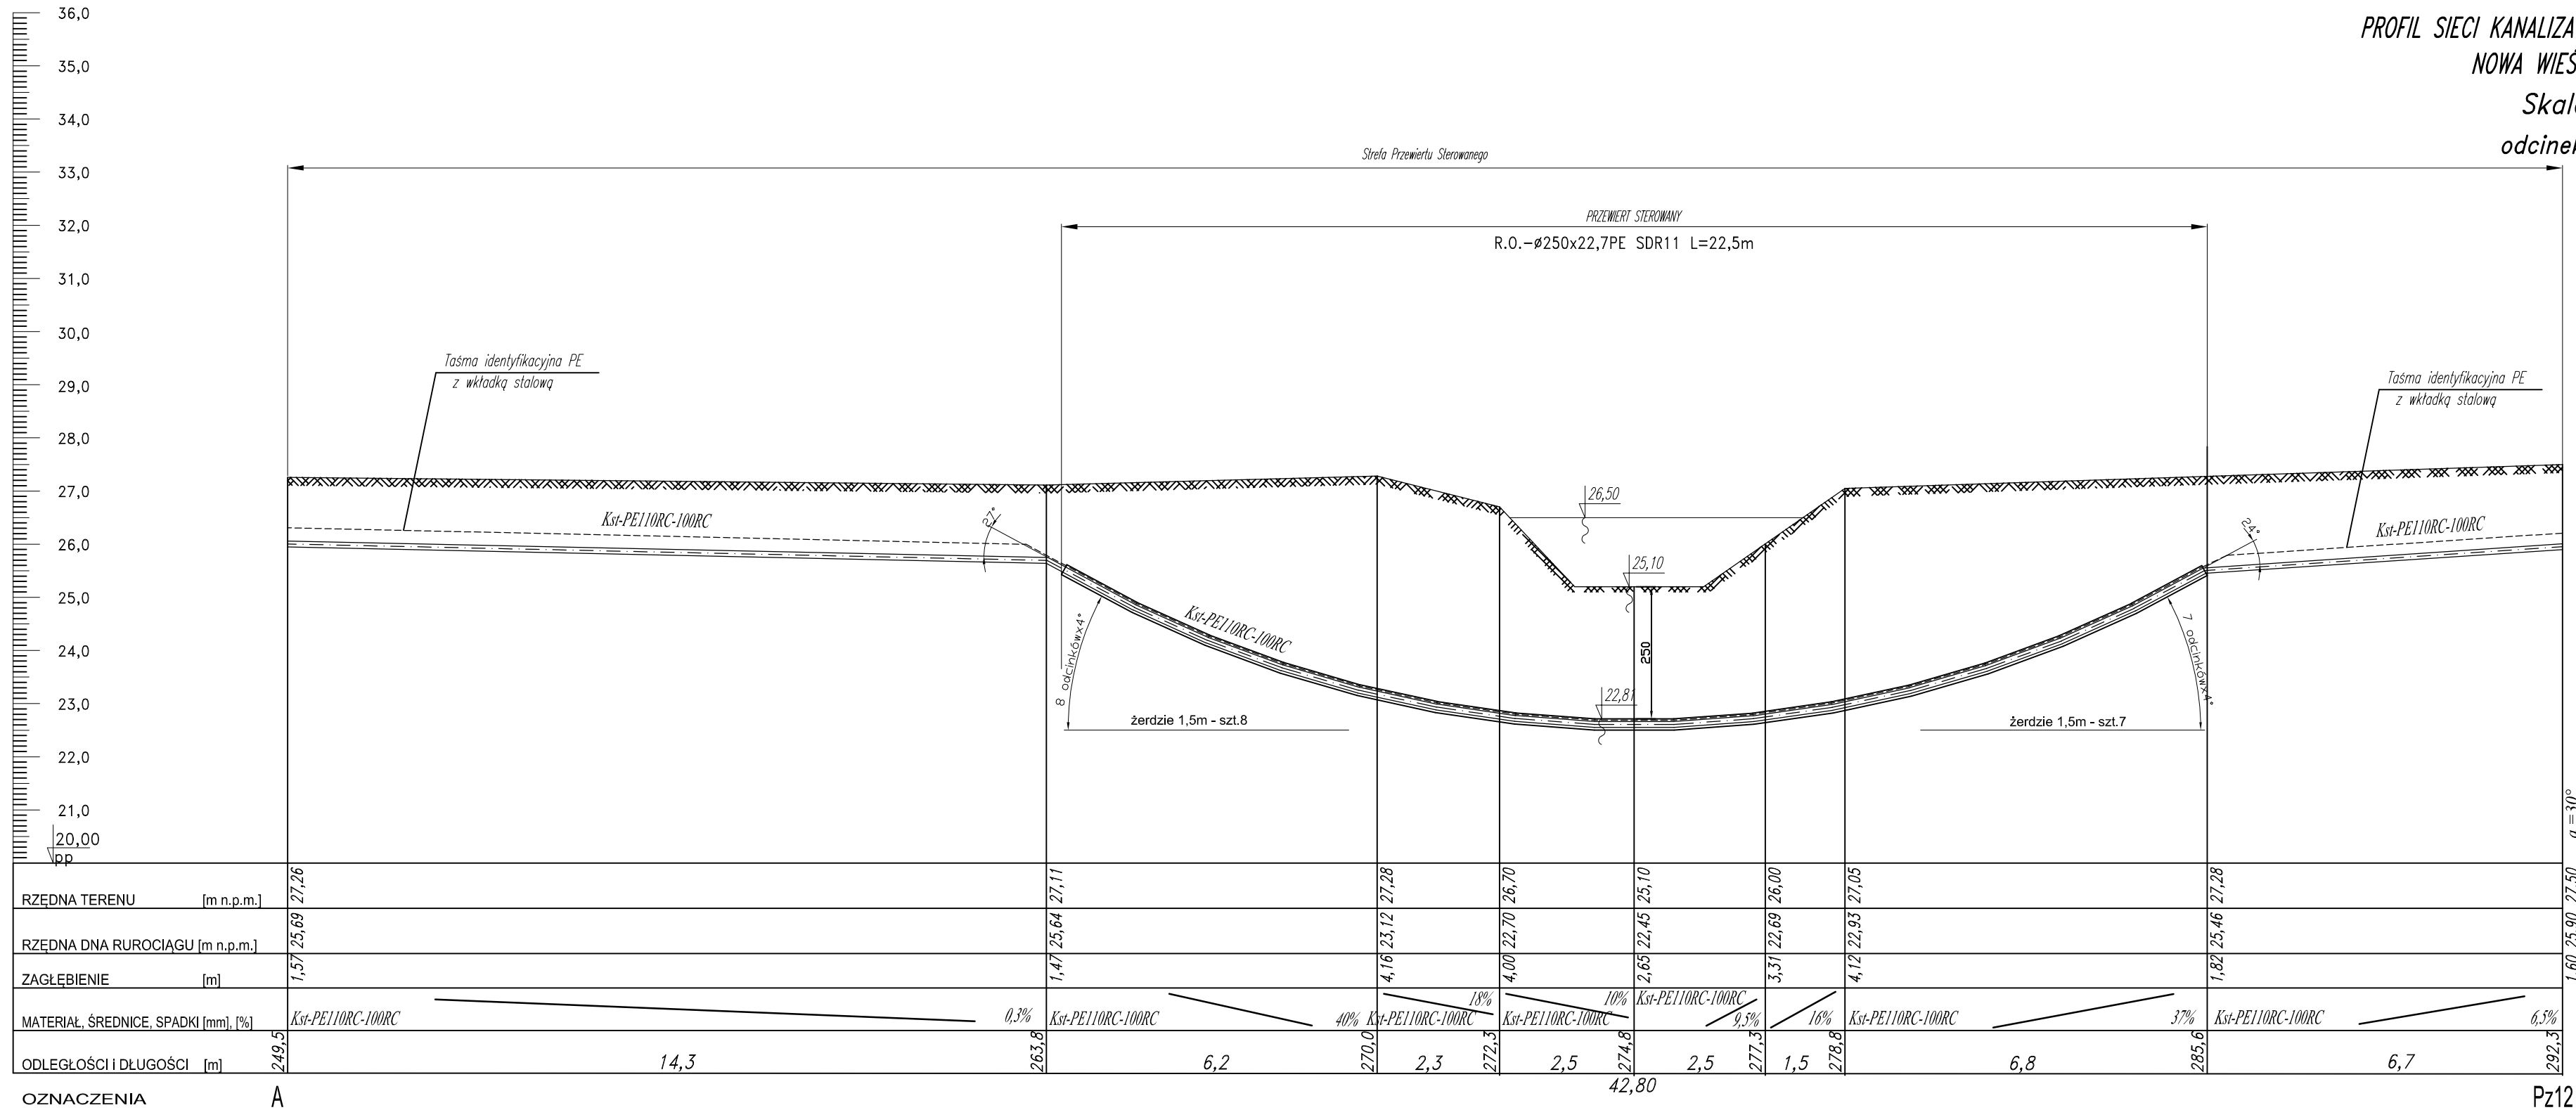 36,0
35,0
34,0
33,0
32,0
31,0
30,0
29,0
28,0
27,0
26,0
25,0
24,0
23,0
22,0
21,0
20,00
pp
PROFIL SIECI KANALIZA
NOWA WIEŚ
Skal
odcinek
Strefa Przewiertu Sterowanego
PRZEWIERT STEROWANY
R.O.-ø250x22,7PE SDR11 L=22,5m
Taśma identyfikacyjna PE
z wkładką stalową
Taśma identyfikacyjna PE
z wkładką stalową
Kst-PE110RC-100RC
27°
26,50
25,10
24°
Kst-PE110RC-100RC
Kst-PE110RC-100RC
250
22,81
8 odcinków×4°
żerdzie 1,5m - szt.8
7 odcinków×4°
żerdzie 1,5m - szt.7
=30°
RZĘDNA TERENU [m n.p.m.] 27,26 27,11 27,28 26,70 25,10 26,00 27,05 27,28 27,50
RZĘDNA DNA RUROCIĄGU [m n.p.m.] 25,69 25,64 23,12 22,70 22,45 22,69 22,93 25,46 25,90
ZAGŁĘBIENIE [m] 1,57 1,47 4,16 4,00 2,65 3,31 4,12 1,82 1,60
MATERIAŁ, ŚREDNICE, SPADKI [mm], [%] Kst-PE110RC-100RC 0,3% Kst-PE110RC-100RC 40% Kst-PE110RC-100RC 18% Kst-PE110RC-100RC 10% Kst-PE110RC-100RC 9,5% 16% Kst-PE110RC-100RC 37% Kst-PE110RC-100RC 6,5%
ODLEGŁOŚCI i DŁUGOŚCI [m] 249,5 14,3 263,8 6,2 270,0 2,3 272,3 2,5 274,8 2,5 277,3 1,5 278,8 6,8 285,6 6,7 292,3
42,80
OZNACZENIA A Pz12